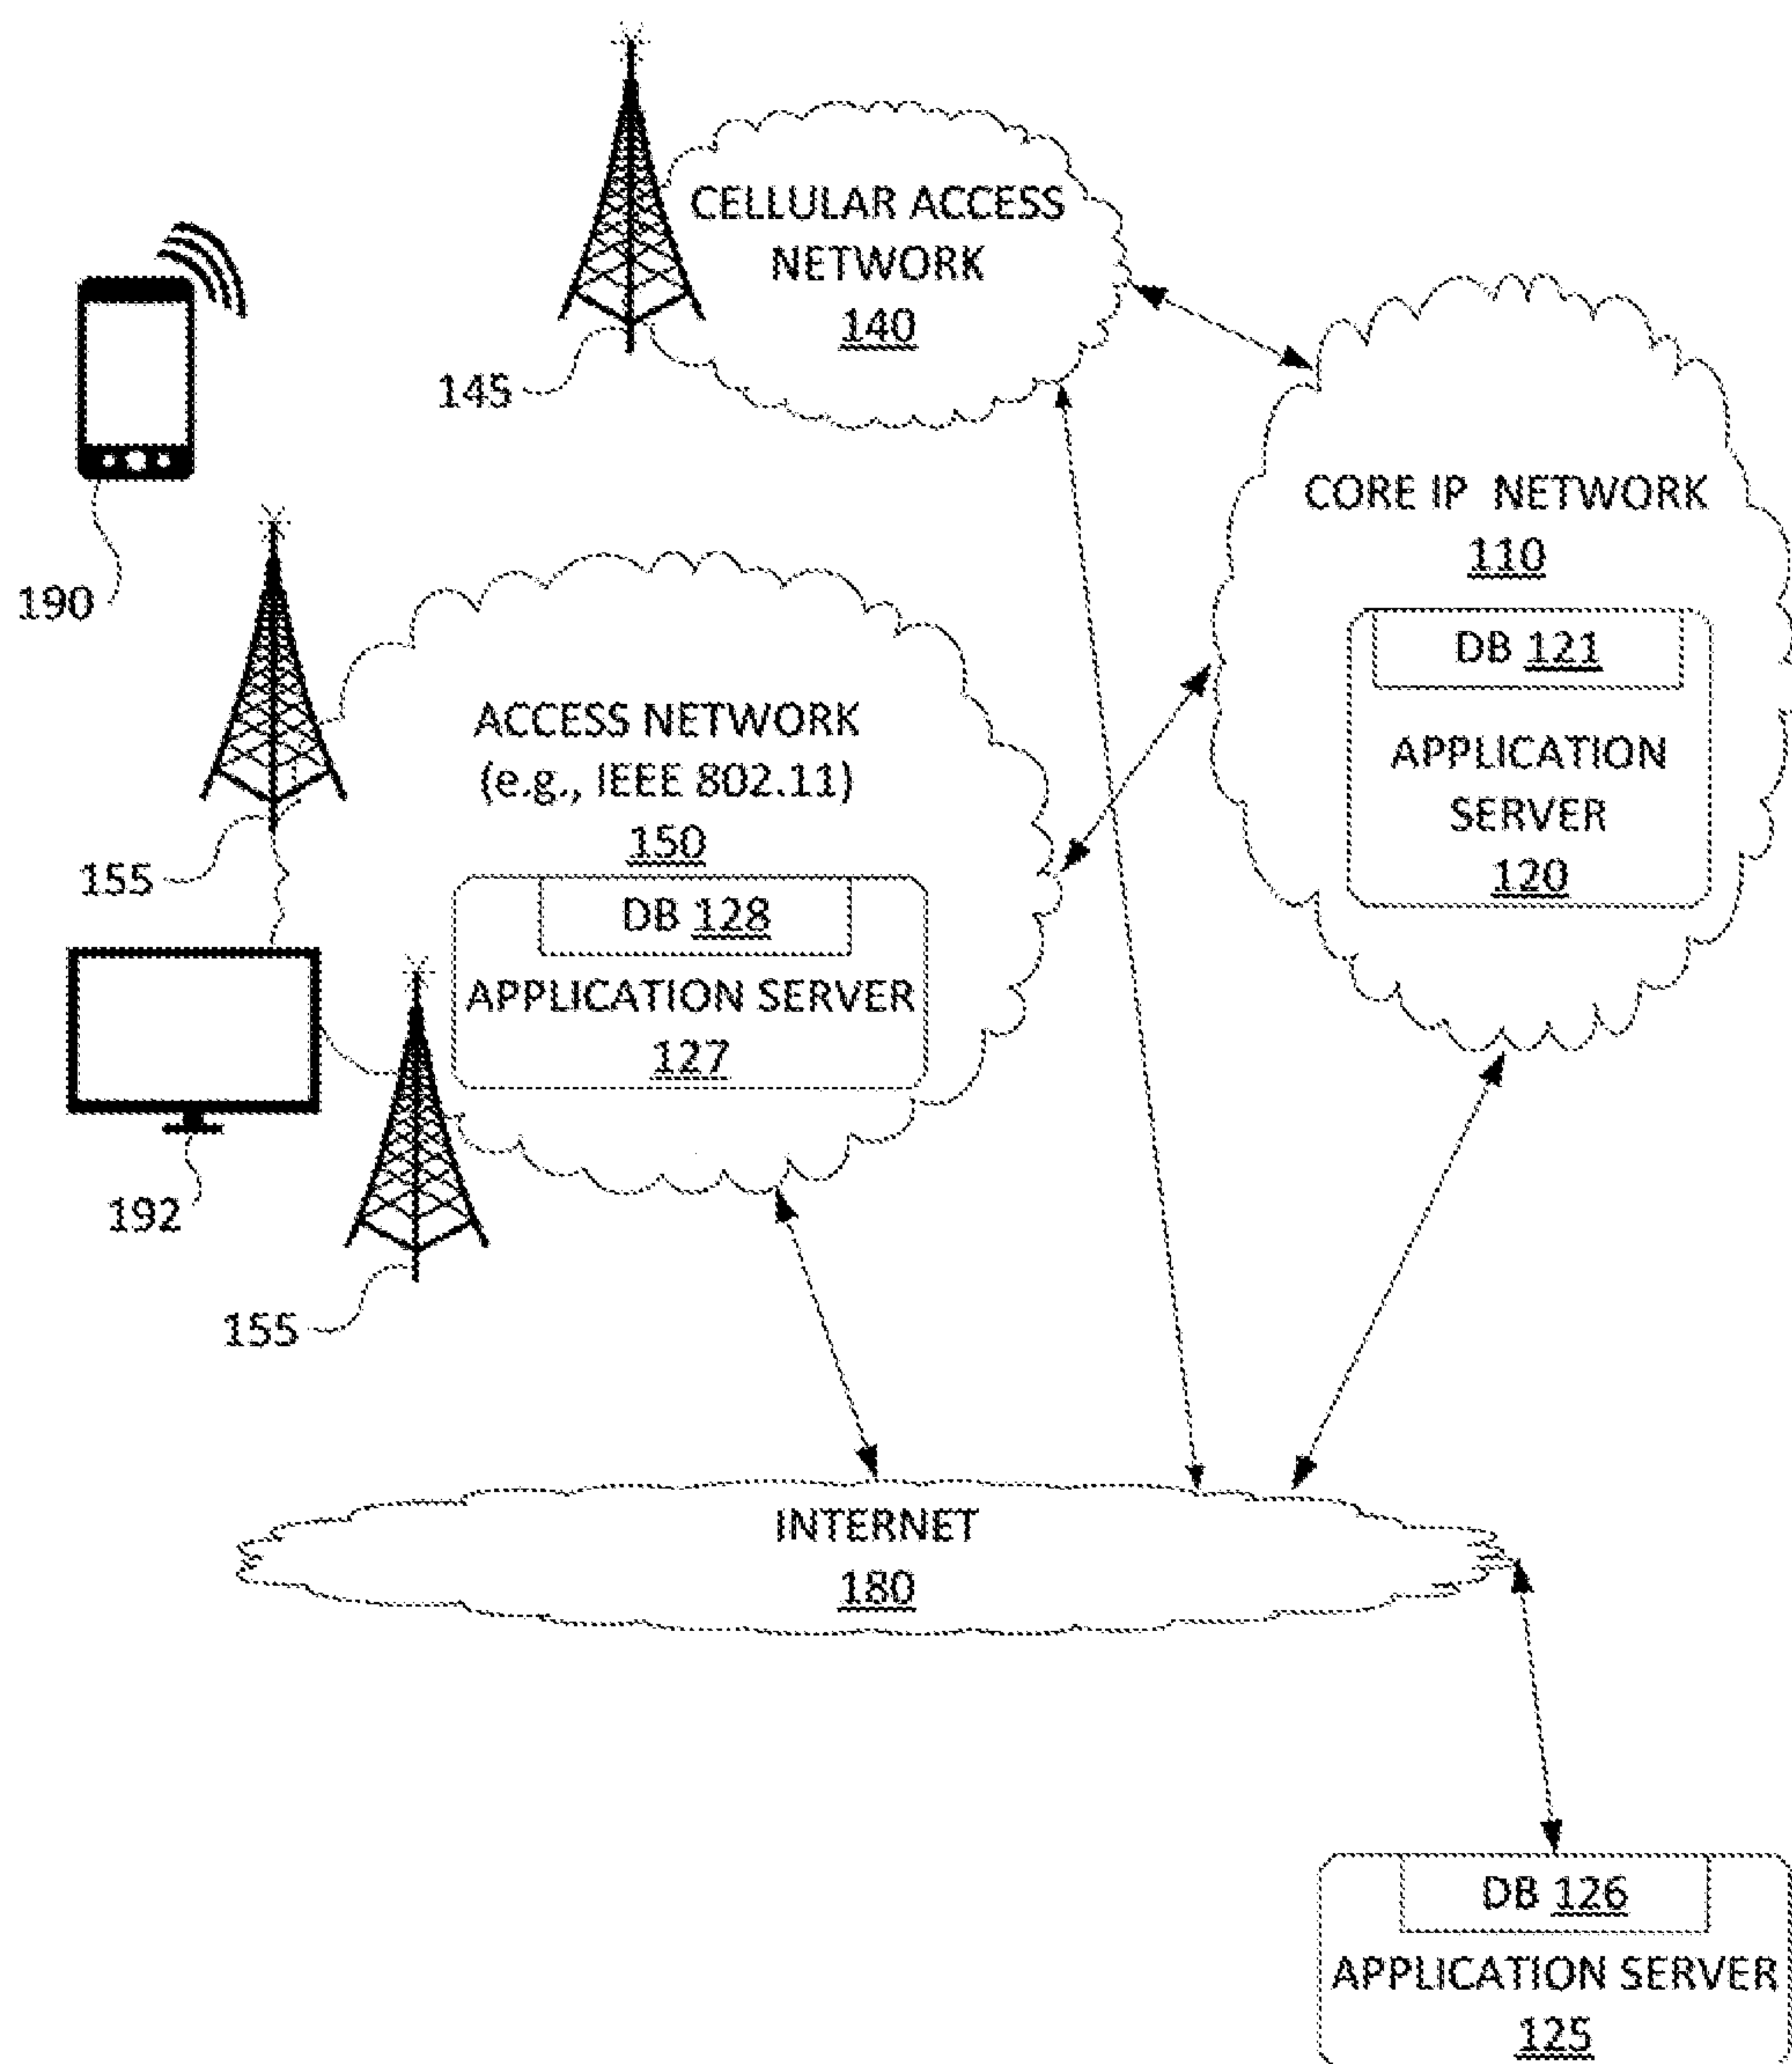 CELLULAR ACCESS
NETWORK
140
145
190
CORE IP NETWORK
110
DB 121
APPLICATION
SERVER
120
ACCESS NETWORK
(e.g., IEEE 802.11)
150
155
DB 128
APPLICATION SERVER
127
192
155
INTERNET
180
DB 126
APPLICATION SERVER
125